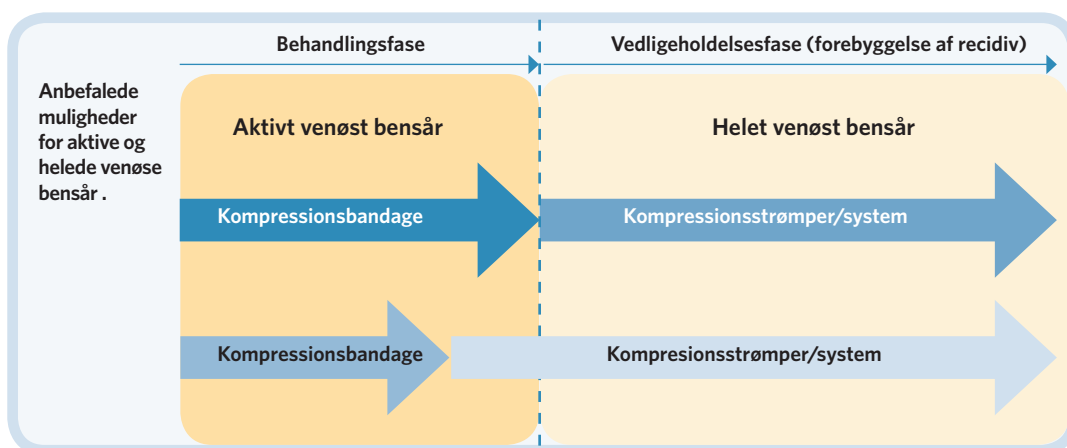 Behandlingsfase
Vedligeholdelsesfase (forebyggelse af recidiv)
Anbefalede
muligheder
for aktive og
helede venøse
bensår .
Aktivt venøst bensår
Helet venøst bensår
Kompressionsbandage
Kompressionsstrømper/system
Kompressionsbandage
Kompresionsstrømper/system